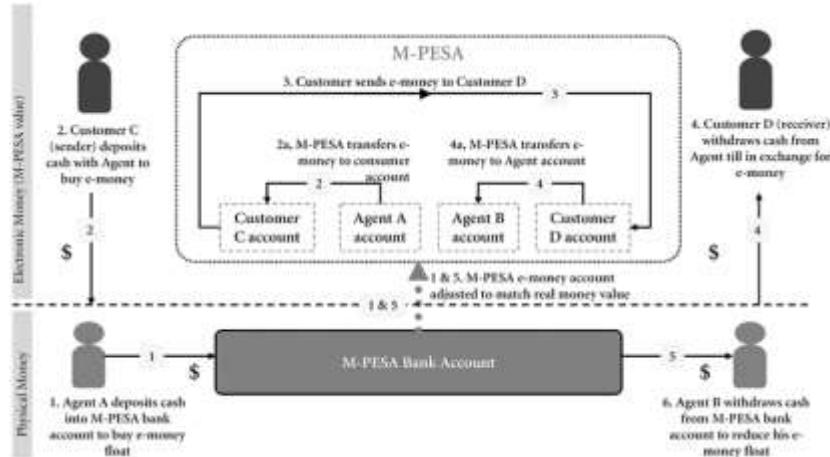 M-PESA
3. Customer sends e-money to Customer D
3
2. Customer C
(sender) deposits
cash with Agent to
buy e-money
2a, M-PESA transfers e-
money to consumer
account
4a, M-PESA transfers e-
money to Agent account
4. Customer D (receiver)
withdraws cash from
Agent till in exchange for
e-money
2
4
Customer
C account
Agent A
account
Agent B
account
Customer
D account
2
$
$
4
1 & 5. M-PESA e-money account
adjusted to match real money value
1 & 5
Electronic Money (M-PESA value)
Physical Money
1
$
M-PESA Bank Account
5
$
1. Agent A deposits cash
into M-PESA bank
account to buy e-money
float
6. Agent B withdraws cash
from M-PESA bank
account to reduce his e-
money float